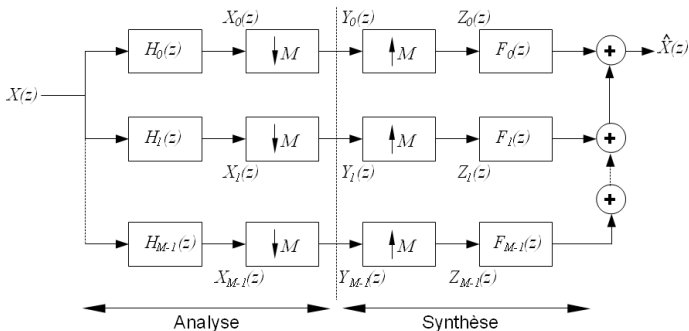 X₀(z) Y₀(z) Z₀(z)
H₀(z) ↓M ↑M F₀(z) + X̂(z)
X(z)
H₁(z) ↓M ↑M F₁(z) +
X₁(z) Y₁(z) Z₁(z)
+
H_{M-1}(z) ↓M ↑M F_{M-1}(z)
X_{M-1}(z) Y_{M-1}(z) Z_{M-1}(z)
Analyse Synthèse